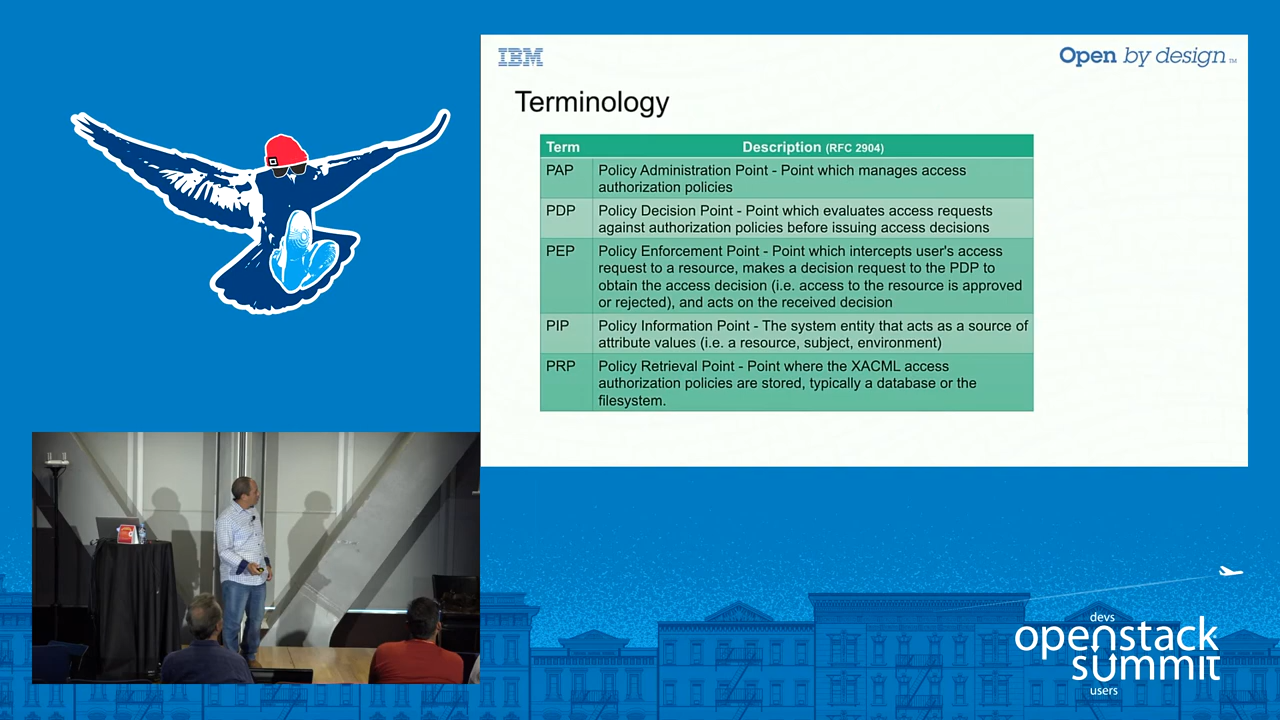 IBM
Open by design™
Terminology
Term Description (RFC 2904)
PAP Policy Administration Point - Point which manages access
authorization policies
PDP Policy Decision Point - Point which evaluates access requests
against authorization policies before issuing access decisions
PEP Policy Enforcement Point - Point which intercepts user's access
request to a resource, makes a decision request to the PDP to
obtain the access decision (i.e. access to the resource is approved
or rejected), and acts on the received decision
PIP Policy Information Point - The system entity that acts as a source of
attribute values (i.e. a resource, subject, environment)
PRP Policy Retrieval Point - Point where the XACML access
authorization policies are stored, typically a database or the
filesystem.
devs
openstack
summit
users